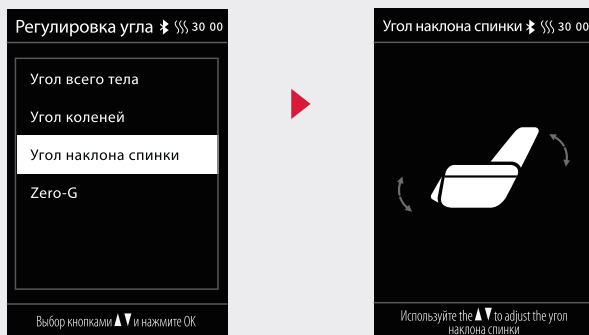 Регулировка угла 30 00
Угол всего тела
Угол коленей
Угол наклона спинки
Zero-G
Выбор кнопками ▲▼ и нажмите OK
Угол наклона спинки 30 00
Используйте the ▲▼ to adjust the угол
наклона спинки